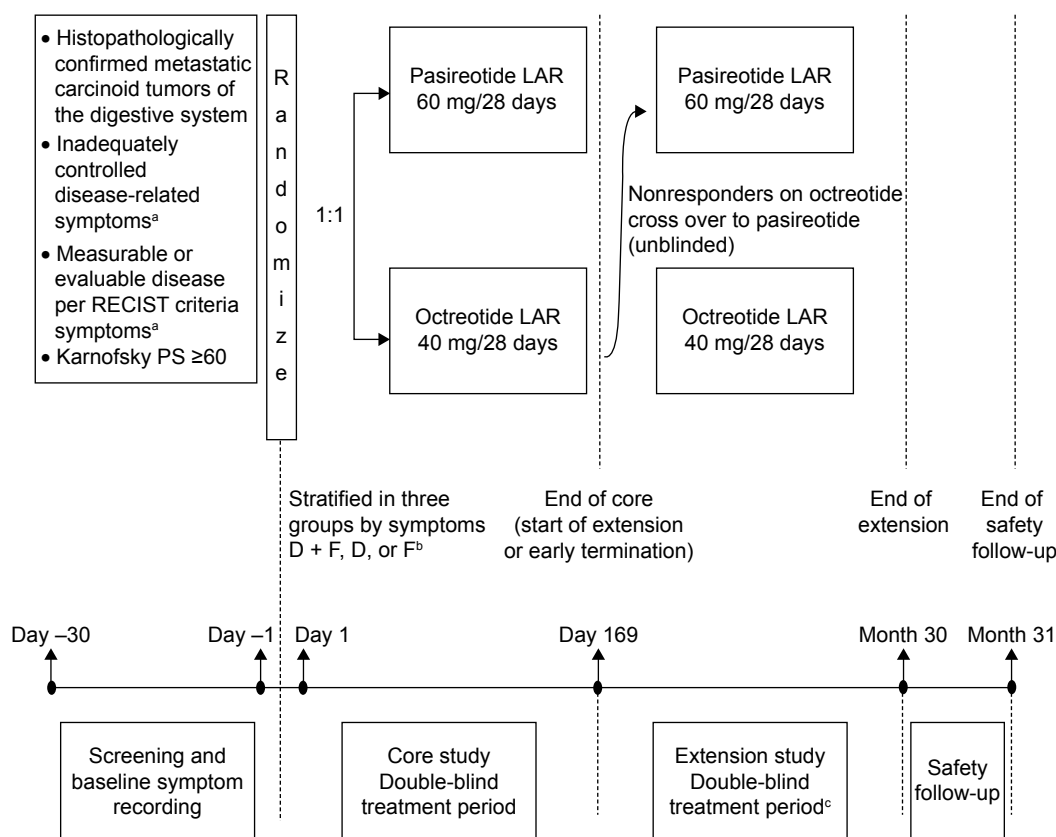 • Histopathologically
confirmed metastatic
carcinoid tumors of
the digestive system
• Inadequately
controlled
disease-related
symptomsᵃ
• Measurable or
evaluable disease
per RECIST criteria
symptomsᵃ
• Karnofsky PS ≥60
R
a
n
d
o
m
i
z
e
1:1
Pasireotide LAR
60 mg/28 days
Octreotide LAR
40 mg/28 days
Pasireotide LAR
60 mg/28 days
Nonresponders on octreotide
cross over to pasireotide
(unblinded)
Octreotide LAR
40 mg/28 days
Stratified in three
groups by symptoms
D + F, D, or Fᵇ
End of core
(start of extension
or early termination)
End of
extension
End of
safety
follow-up
Day –30
Day –1
Day 1
Day 169
Month 30
Month 31
Screening and
baseline symptom
recording
Core study
Double-blind
treatment period
Extension study
Double-blind
treatment periodᶜ
Safety
follow-up